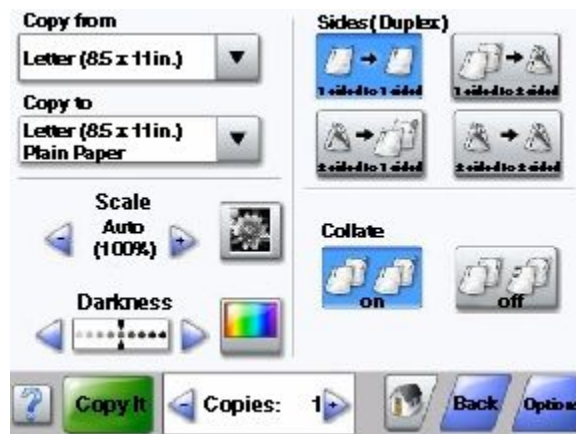 Copy from
Letter (8.5 x 11 in.)
Copy to
Letter (8.5 x 11 in.)
Plain Paper
Scale
Auto
(100%)
Darkness
Sides (Duplex)
1 sided to 1 sided
1 sided to 2 sided
2 sided to 1 sided
2 sided to 2 sided
Collate
on
off
?
Copy It
Copies: 1
Back
Options